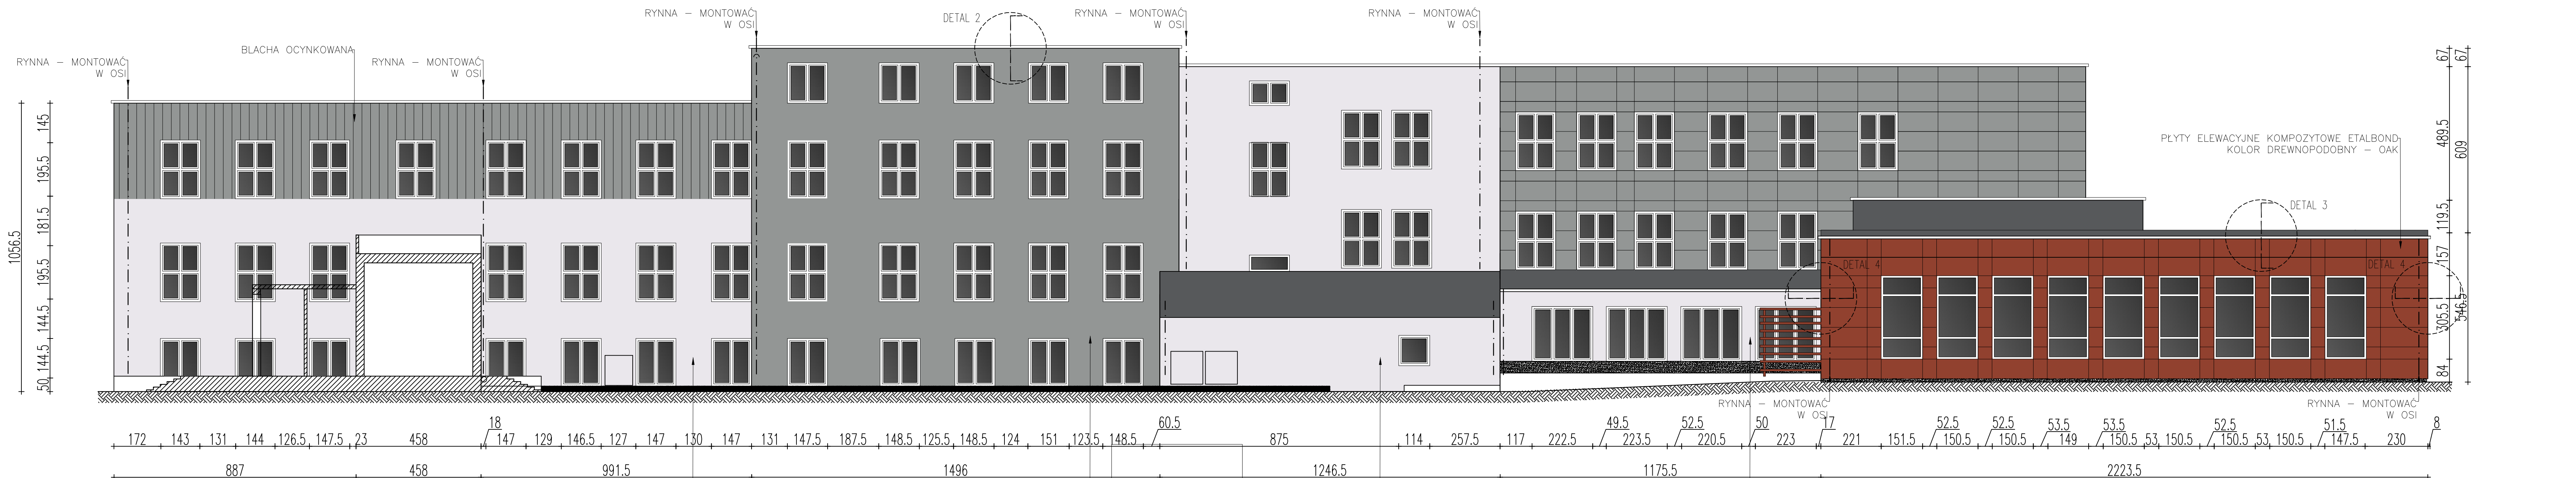 RYNNA – MONTOWAĆ
W OSI
DETAL 2
RYNNA – MONTOWAĆ
W OSI
RYNNA – MONTOWAĆ
W OSI
BLACHA OCYNKOWANA
RYNNA – MONTOWAĆ
W OSI
RYNNA – MONTOWAĆ
W OSI
PŁYTY ELEWACYJNE KOMPOZYTOWE ETALBOND
KOLOR DREWNOPODOBNY – OAK
DETAL 3
DETAL 4
DETAL 4
1056.5
145
195.5
181.5
195.5
144.5
144.5
50
67
489.5
119.5
157
305.5
84
67
609
546.5
RYNNA – MONTOWAĆ
W OSI
RYNNA – MONTOWAĆ
W OSI
18 60.5 49.5 52.5 50 17 52.5 52.5 53.5 53.5 52.5 51.5 8
172 143 131 144 126.5 147.5 23 458 147 129 146.5 127 147 130 147 131 147.5 187.5 148.5 125.5 148.5 124 151 123.5 148.5 875 114 257.5 117 222.5 223.5 220.5 223 221 151.5 150.5 150.5 149 150.5 53 150.5 150.5 53 150.5 147.5 230
887 458 991.5 1496 1246.5 1175.5 2223.5